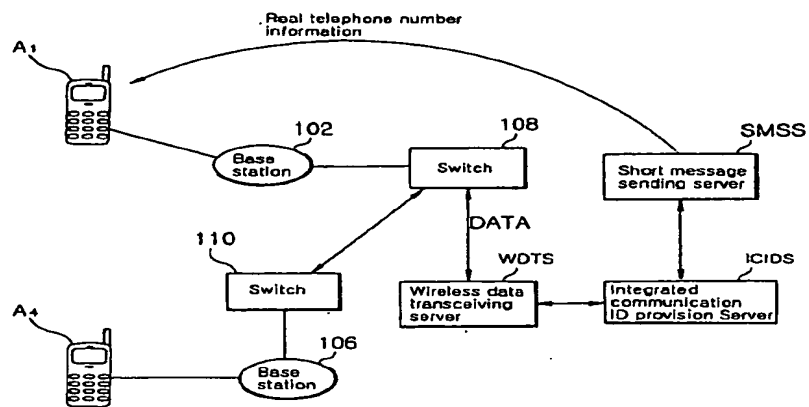 Real telephone number
information
A1
102
108
SMSS
Base
station
Switch
Short message
sending server
110
DATA
WDTS
ICIDS
Switch
Wireless data
transceiving
server
Integrated
communication
ID provision Server
A4
106
Base
station